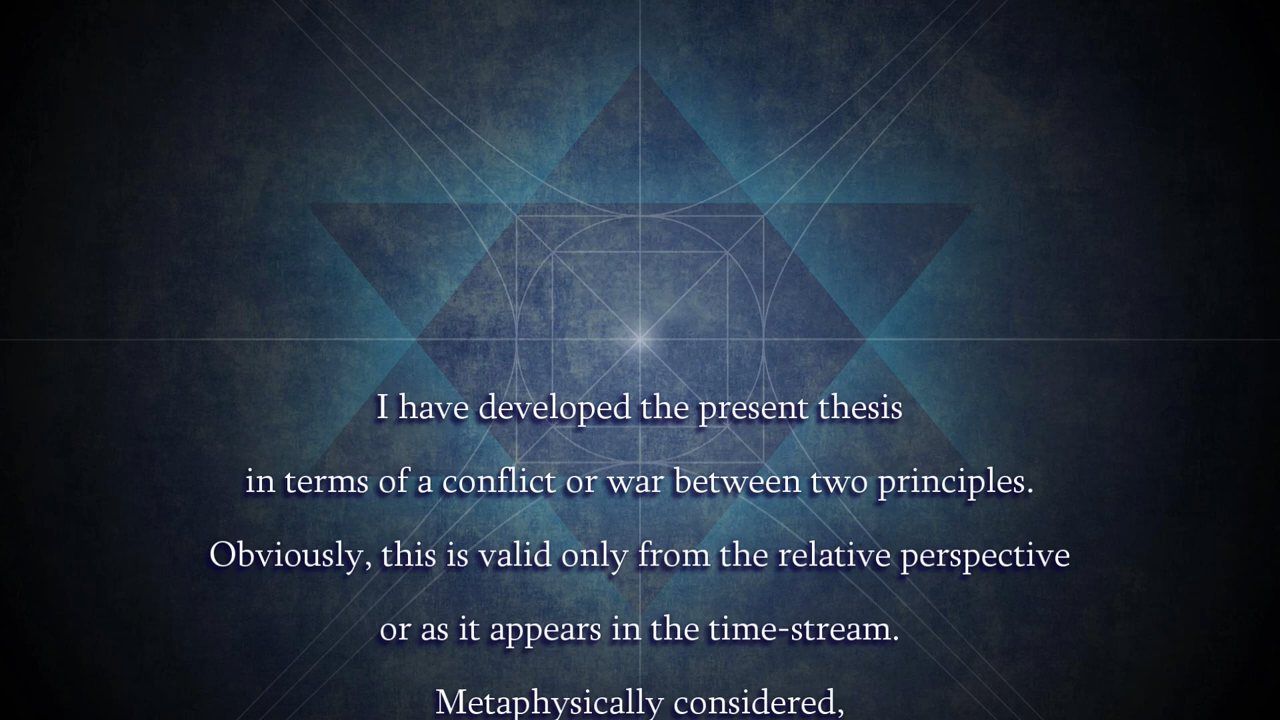 I have developed the present thesis
in terms of a conflict or war between two principles.
Obviously, this is valid only from the relative perspective
or as it appears in the time-stream.
Metaphysically considered,